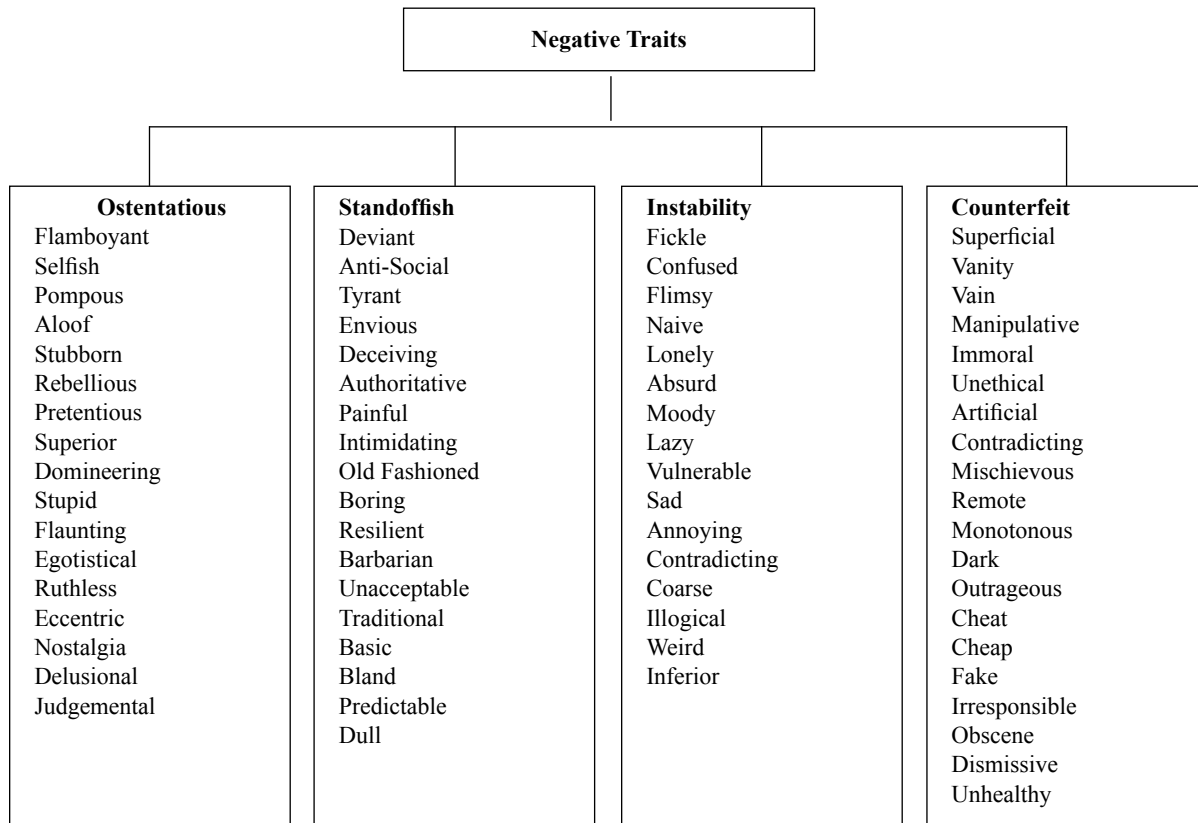 Negative Traits
Ostentatious
Flamboyant
Selfish
Pompous
Aloof
Stubborn
Rebellious
Pretentious
Superior
Domineering
Stupid
Flaunting
Egotistical
Ruthless
Eccentric
Nostalgia
Delusional
Judgemental
Standoffish
Deviant
Anti-Social
Tyrant
Envious
Deceiving
Authoritative
Painful
Intimidating
Old Fashioned
Boring
Resilient
Barbarian
Unacceptable
Traditional
Basic
Bland
Predictable
Dull
Instability
Fickle
Confused
Flimsy
Naive
Lonely
Absurd
Moody
Lazy
Vulnerable
Sad
Annoying
Contradicting
Coarse
Illogical
Weird
Inferior
Counterfeit
Superficial
Vanity
Vain
Manipulative
Immoral
Unethical
Artificial
Contradicting
Mischievous
Remote
Monotonous
Dark
Outrageous
Cheat
Cheap
Fake
Irresponsible
Obscene
Dismissive
Unhealthy